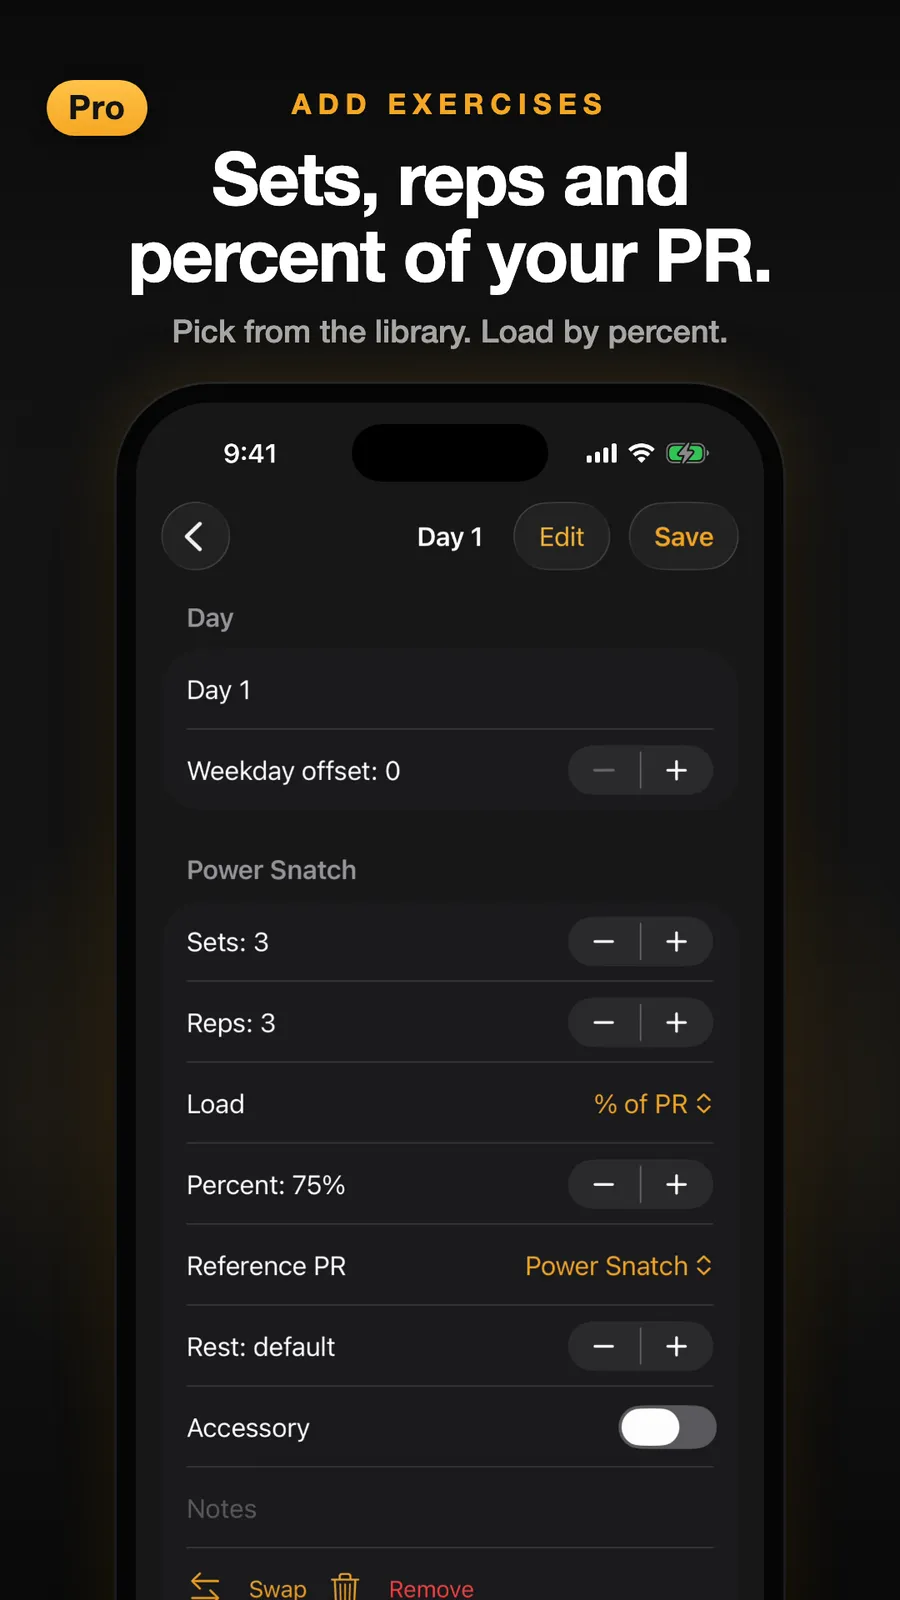 Pro
ADD EXERCISES
Sets, reps and
percent of your PR.
Pick from the library. Load by percent.
9:41
Day 1
Edit
Save
Day
Day 1
Weekday offset: 0
Power Snatch
Sets: 3
Reps: 3
Load
% of PR
Percent: 75%
Reference PR
Power Snatch
Rest: default
Accessory
Notes
Swap
Remove